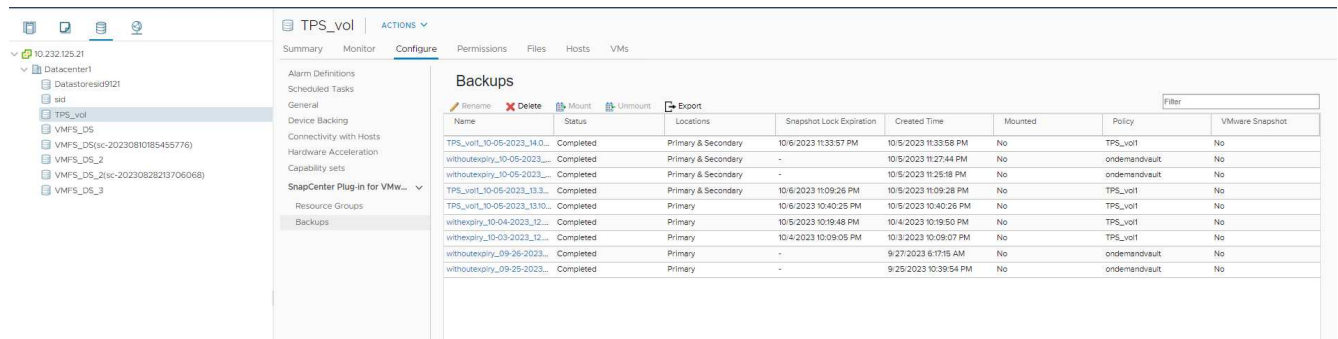 TPS_vol ACTIONS
Summary Monitor Configure Permissions Files Hosts VMs
10.232.125.21
Datacenter1
Datastoresid9121
sid
TPS_vol
VMFS_DS
VMFS_DS(sc-20230810185455776)
VMFS_DS_2
VMFS_DS_2(sc-20230828213706068)
VMFS_DS_3
Alarm Definitions
Scheduled Tasks
General
Device Backing
Connectivity with Hosts
Hardware Acceleration
Capability sets
SnapCenter Plug-in for VMw...
Resource Groups
Backups
Backups
Rename Delete Mount Unmount Export Filter
Name Status Locations Snapshot Lock Expiration Created Time Mounted Policy VMware Snapshot
TPS_vol1_10-05-2023_14.0... Completed Primary & Secondary 10/6/2023 11:33:57 PM 10/5/2023 11:33:58 PM No TPS_vol1 No
withoutexpiry_10-05-2023_... Completed Primary & Secondary - 10/5/2023 11:27:44 PM No ondemandvault No
withoutexpiry_10-05-2023_... Completed Primary & Secondary - 10/5/2023 11:25:18 PM No ondemandvault No
TPS_vol1_10-05-2023_13.3... Completed Primary & Secondary 10/6/2023 11:09:26 PM 10/5/2023 11:09:28 PM No TPS_vol1 No
TPS_vol1_10-05-2023_13.10... Completed Primary 10/6/2023 10:40:25 PM 10/5/2023 10:40:26 PM No TPS_vol1 No
withexpiry_10-04-2023_12.... Completed Primary 10/5/2023 10:19:48 PM 10/4/2023 10:19:50 PM No TPS_vol1 No
withexpiry_10-03-2023_12.... Completed Primary 10/4/2023 10:09:05 PM 10/3/2023 10:09:07 PM No TPS_vol1 No
withoutexpiry_09-26-2023... Completed Primary - 9/27/2023 6:17:15 AM No ondemandvault No
withoutexpiry_09-25-2023... Completed Primary - 9/25/2023 10:39:54 PM No ondemandvault No